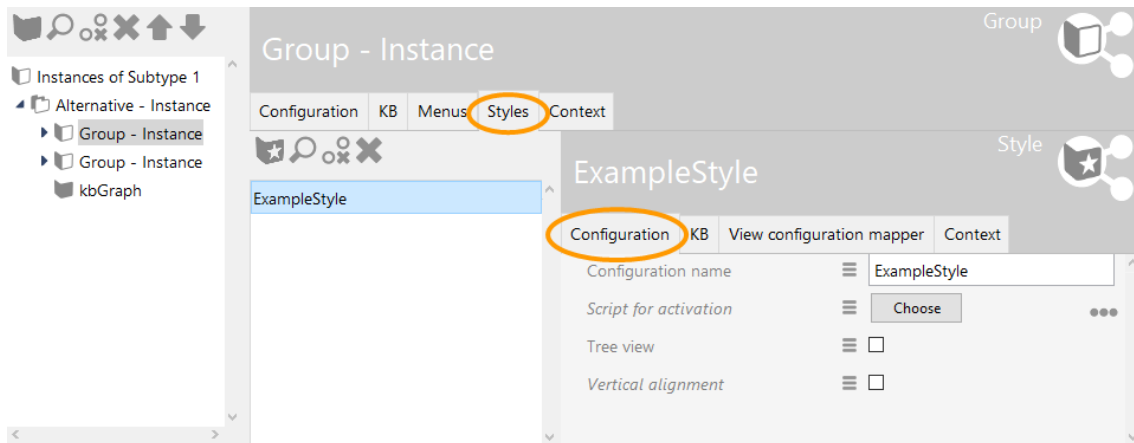 Group
Group - Instance
Instances of Subtype 1
Alternative - Instance
Group - Instance
Group - Instance
kbGraph
Configuration KB Menus Styles Context
ExampleStyle
Style
ExampleStyle
Configuration KB View configuration mapper Context
Configuration name ExampleStyle
Script for activation Choose
Tree view
Vertical alignment